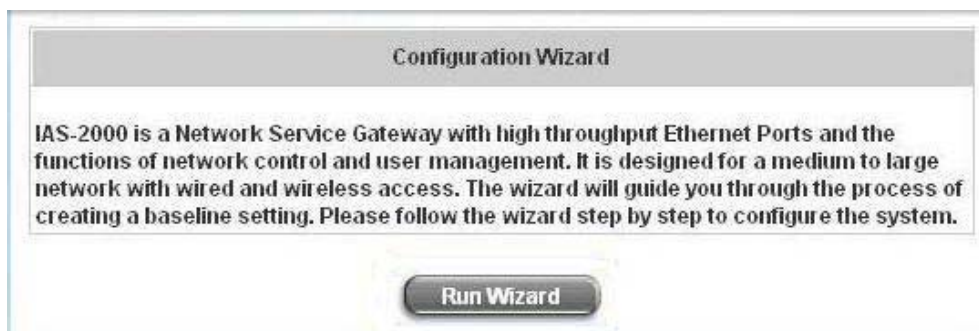 Configuration Wizard
IAS-2000 is a Network Service Gateway with high throughput Ethernet Ports and the
functions of network control and user management. It is designed for a medium to large
network with wired and wireless access. The wizard will guide you through the process of
creating a baseline setting. Please follow the wizard step by step to configure the system.
Run Wizard